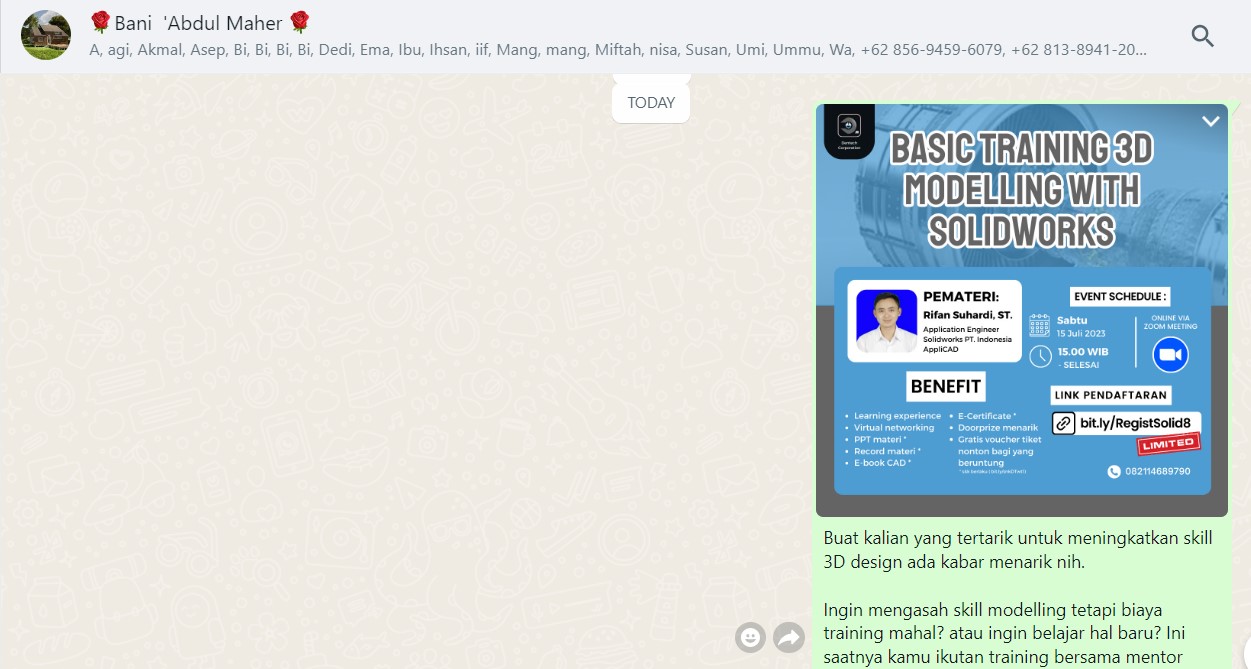 🌹Bani 'Abdul Maher 🌹
A, agi, Akmal, Asep, Bi, Bi, Bi, Bi, Dedi, Ema, Ibu, Ihsan, iif, Mang, mang, Miftah, nisa, Susan, Umi, Ummu, Wa, +62 856-9459-6079, +62 813-8941-20...
TODAY
Corporation
BASIC TRAINING 3D
MODELLING WITH
SOLIDWORKS
PEMATERI:
Rifan Suhardi, ST.
Application Engineer
Solidworks PT. Indonesia
AppliCAD
EVENT SCHEDULE :
Sabtu
15 Juli 2023
15.00 WIB
- SELESAI
ONLINE VIA
ZOOM MEETING
BENEFIT
• Learning experience
• Virtual networking
• PPT materi *
• Record materi *
• E-book CAD *
• E-Certificate *
• Doorprize menarik
• Gratis voucher tiket
nonton bagi yang
beruntung
LINK PENDAFTARAN
bit.ly/RegistSolid8
LIMITED
082114689790
Buat kalian yang tertarik untuk meningkatkan skill
3D design ada kabar menarik nih.
Ingin mengasah skill modelling tetapi biaya
training mahal? atau ingin belajar hal baru? Ini
saatnya kamu ikutan training bersama mentor